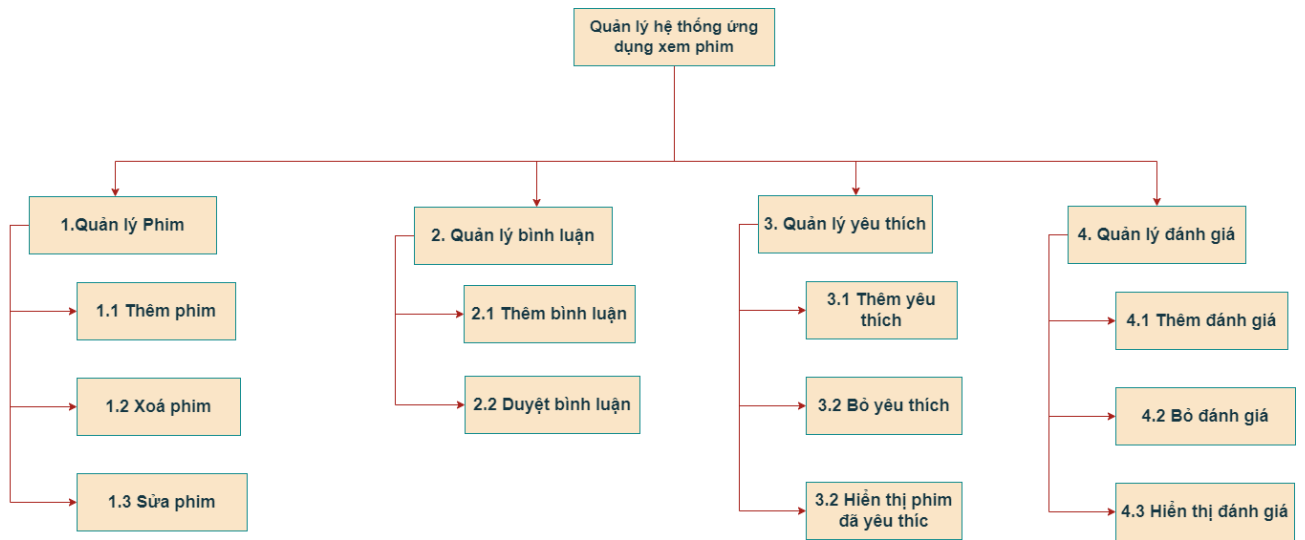 Quản lý hệ thống ứng
dụng xem phim
1.Quản lý Phim
1.1 Thêm phim
1.2 Xoá phim
1.3 Sửa phim
2. Quản lý bình luận
2.1 Thêm bình luận
2.2 Duyệt bình luận
3. Quản lý yêu thích
3.1 Thêm yêu
thích
3.2 Bỏ yêu thích
3.2 Hiển thị phim
đã yêu thíc
4. Quản lý đánh giá
4.1 Thêm đánh giá
4.2 Bỏ đánh giá
4.3 Hiển thị đánh giá